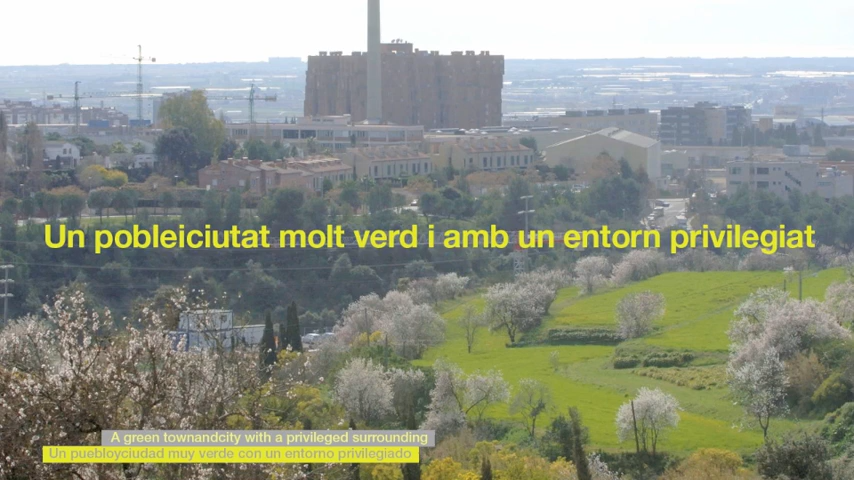 Un pobleiciutat molt verd i amb un entorn privilegiat
A green townandcity with a privileged surrounding
Un puebloyciudad muy verde con un entorno privilegiado